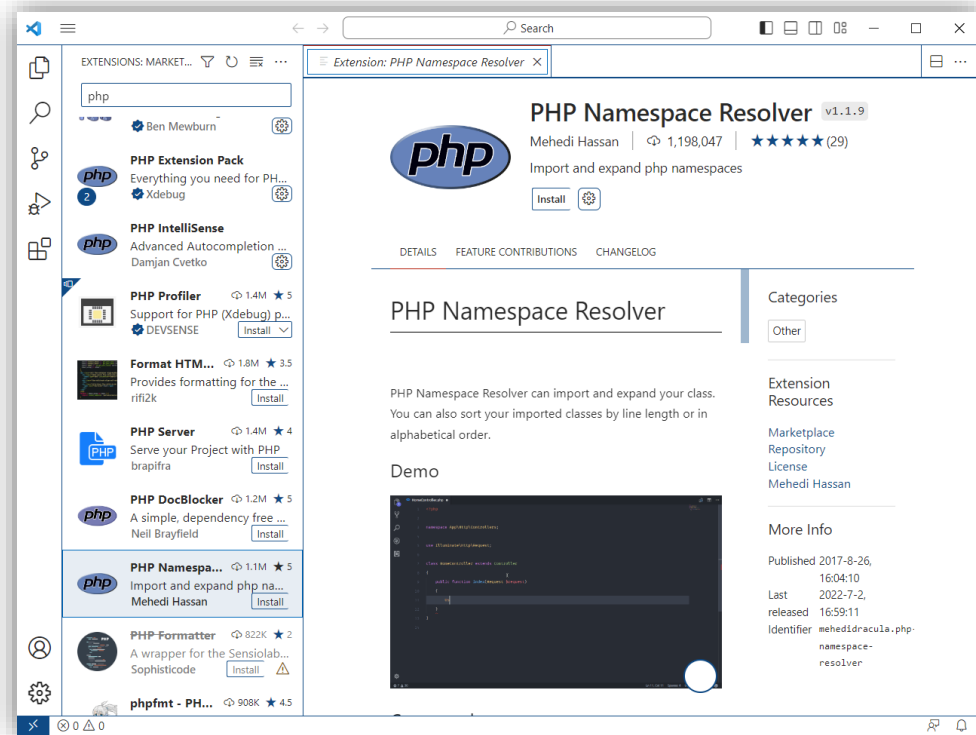 Search
EXTENSIONS: MARKET...
php
Ben Mewburn
php
2
PHP Extension Pack
Everything you need for PH...
Xdebug
php
PHP IntelliSense
Advanced Autocompletion ...
Damjan Cvetko
PHP Profiler 1.4M ★ 5
Support for PHP (Xdebug) p...
DEVSENSE Install
Format HTM... 1.8M ★ 3.5
Provides formatting for the ...
rifi2k Install
PHP
PHP Server 1.4M ★ 4
Serve your Project with PHP
brapifra Install
php
PHP DocBlocker 1.2M ★ 5
A simple, dependency free ...
Neil Brayfield Install
php
PHP Namespa... 1.1M ★ 5
Import and expand php na...
Mehedi Hassan Install
PHP Formatter 822K ★ 2
A wrapper for the Sensiolab...
Sophisticode Install
phpfmt - PH... 908K ★ 4.5
0 0
Extension: PHP Namespace Resolver
php
PHP Namespace Resolver v1.1.9
Mehedi Hassan 1,198,047 ★★★★★(29)
Import and expand php namespaces
Install
DETAILS FEATURE CONTRIBUTIONS CHANGELOG
PHP Namespace Resolver
PHP Namespace Resolver can import and expand your class.
You can also sort your imported classes by line length or in
alphabetical order.
Demo
Categories
Other
Extension
Resources
Marketplace
Repository
License
Mehedi Hassan
More Info
Published 2017-8-26,
16:04:10
Last 2022-7-2,
released 16:59:11
Identifier mehedidracula.php-
namespace-
resolver